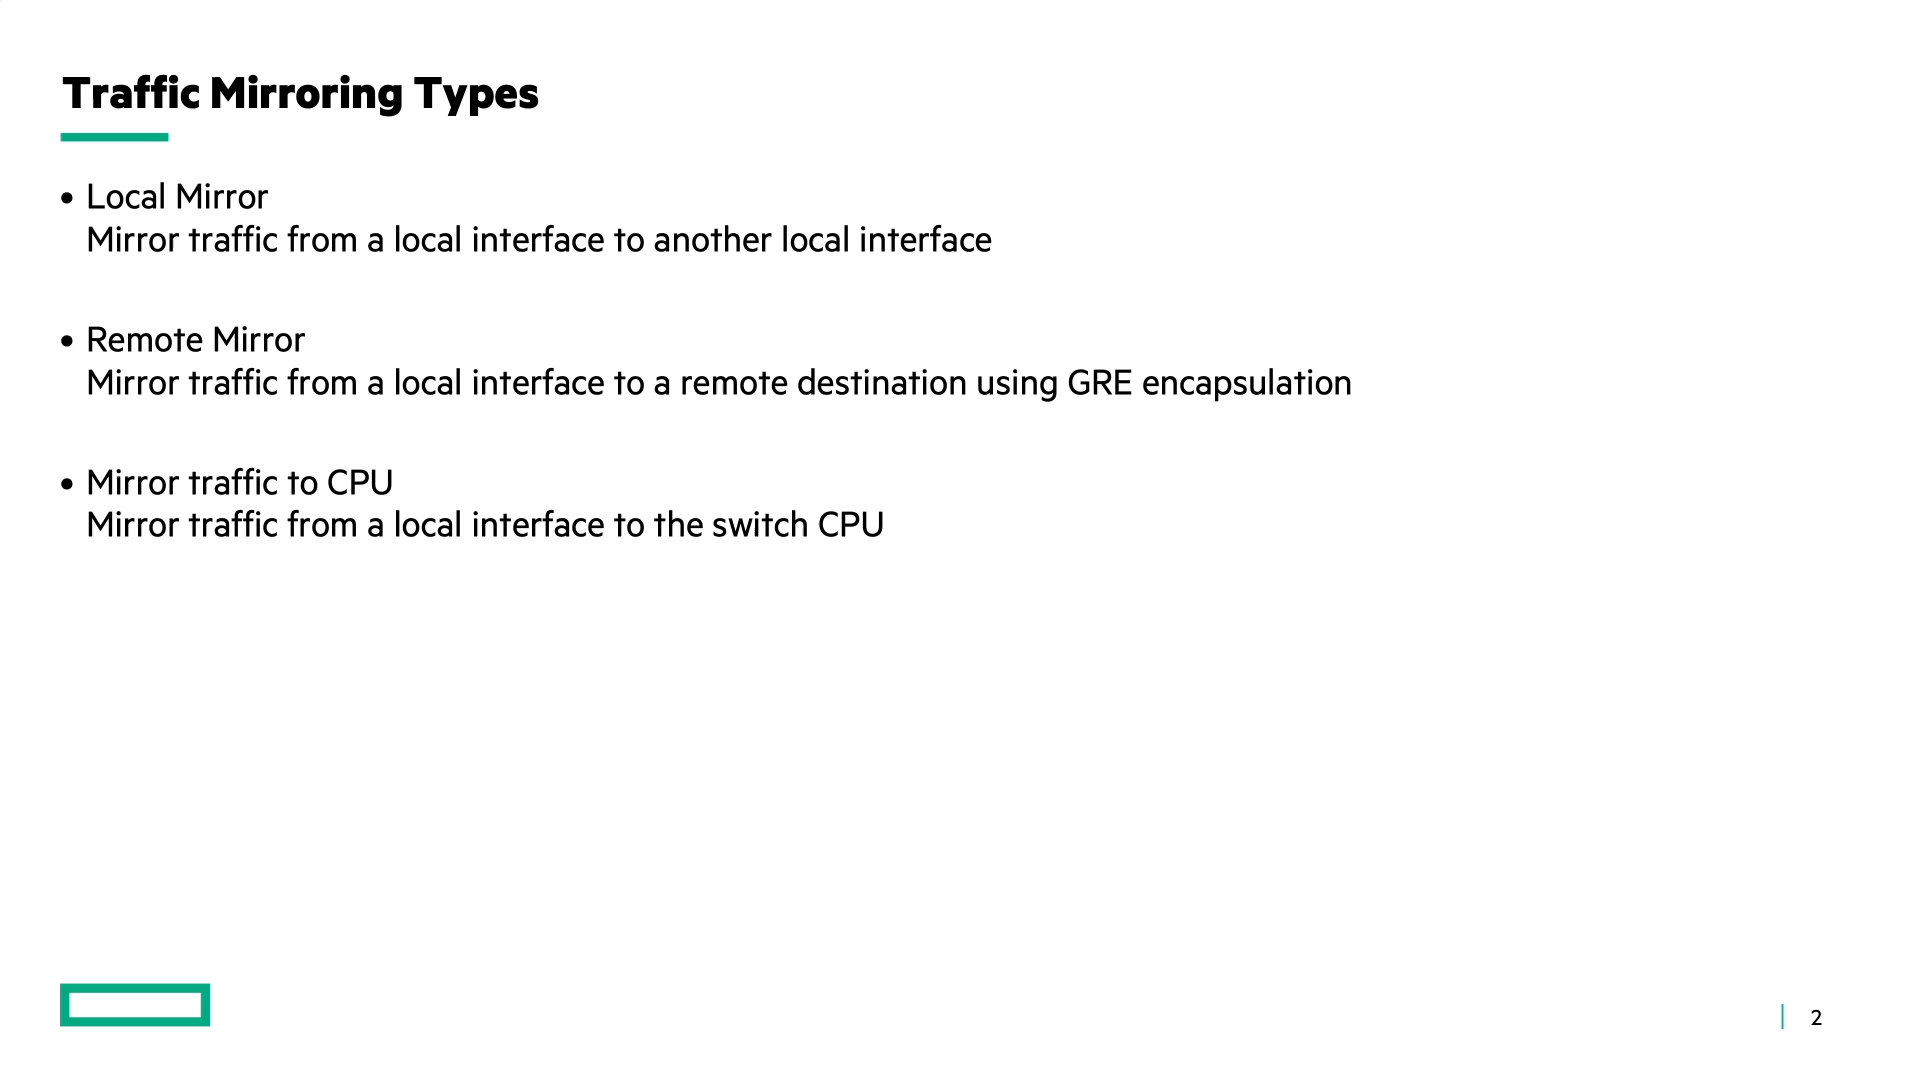 Traffic Mirroring Types
• Local Mirror
Mirror traffic from a local interface to another local interface
• Remote Mirror
Mirror traffic from a local interface to a remote destination using GRE encapsulation
• Mirror traffic to CPU
Mirror traffic from a local interface to the switch CPU
2